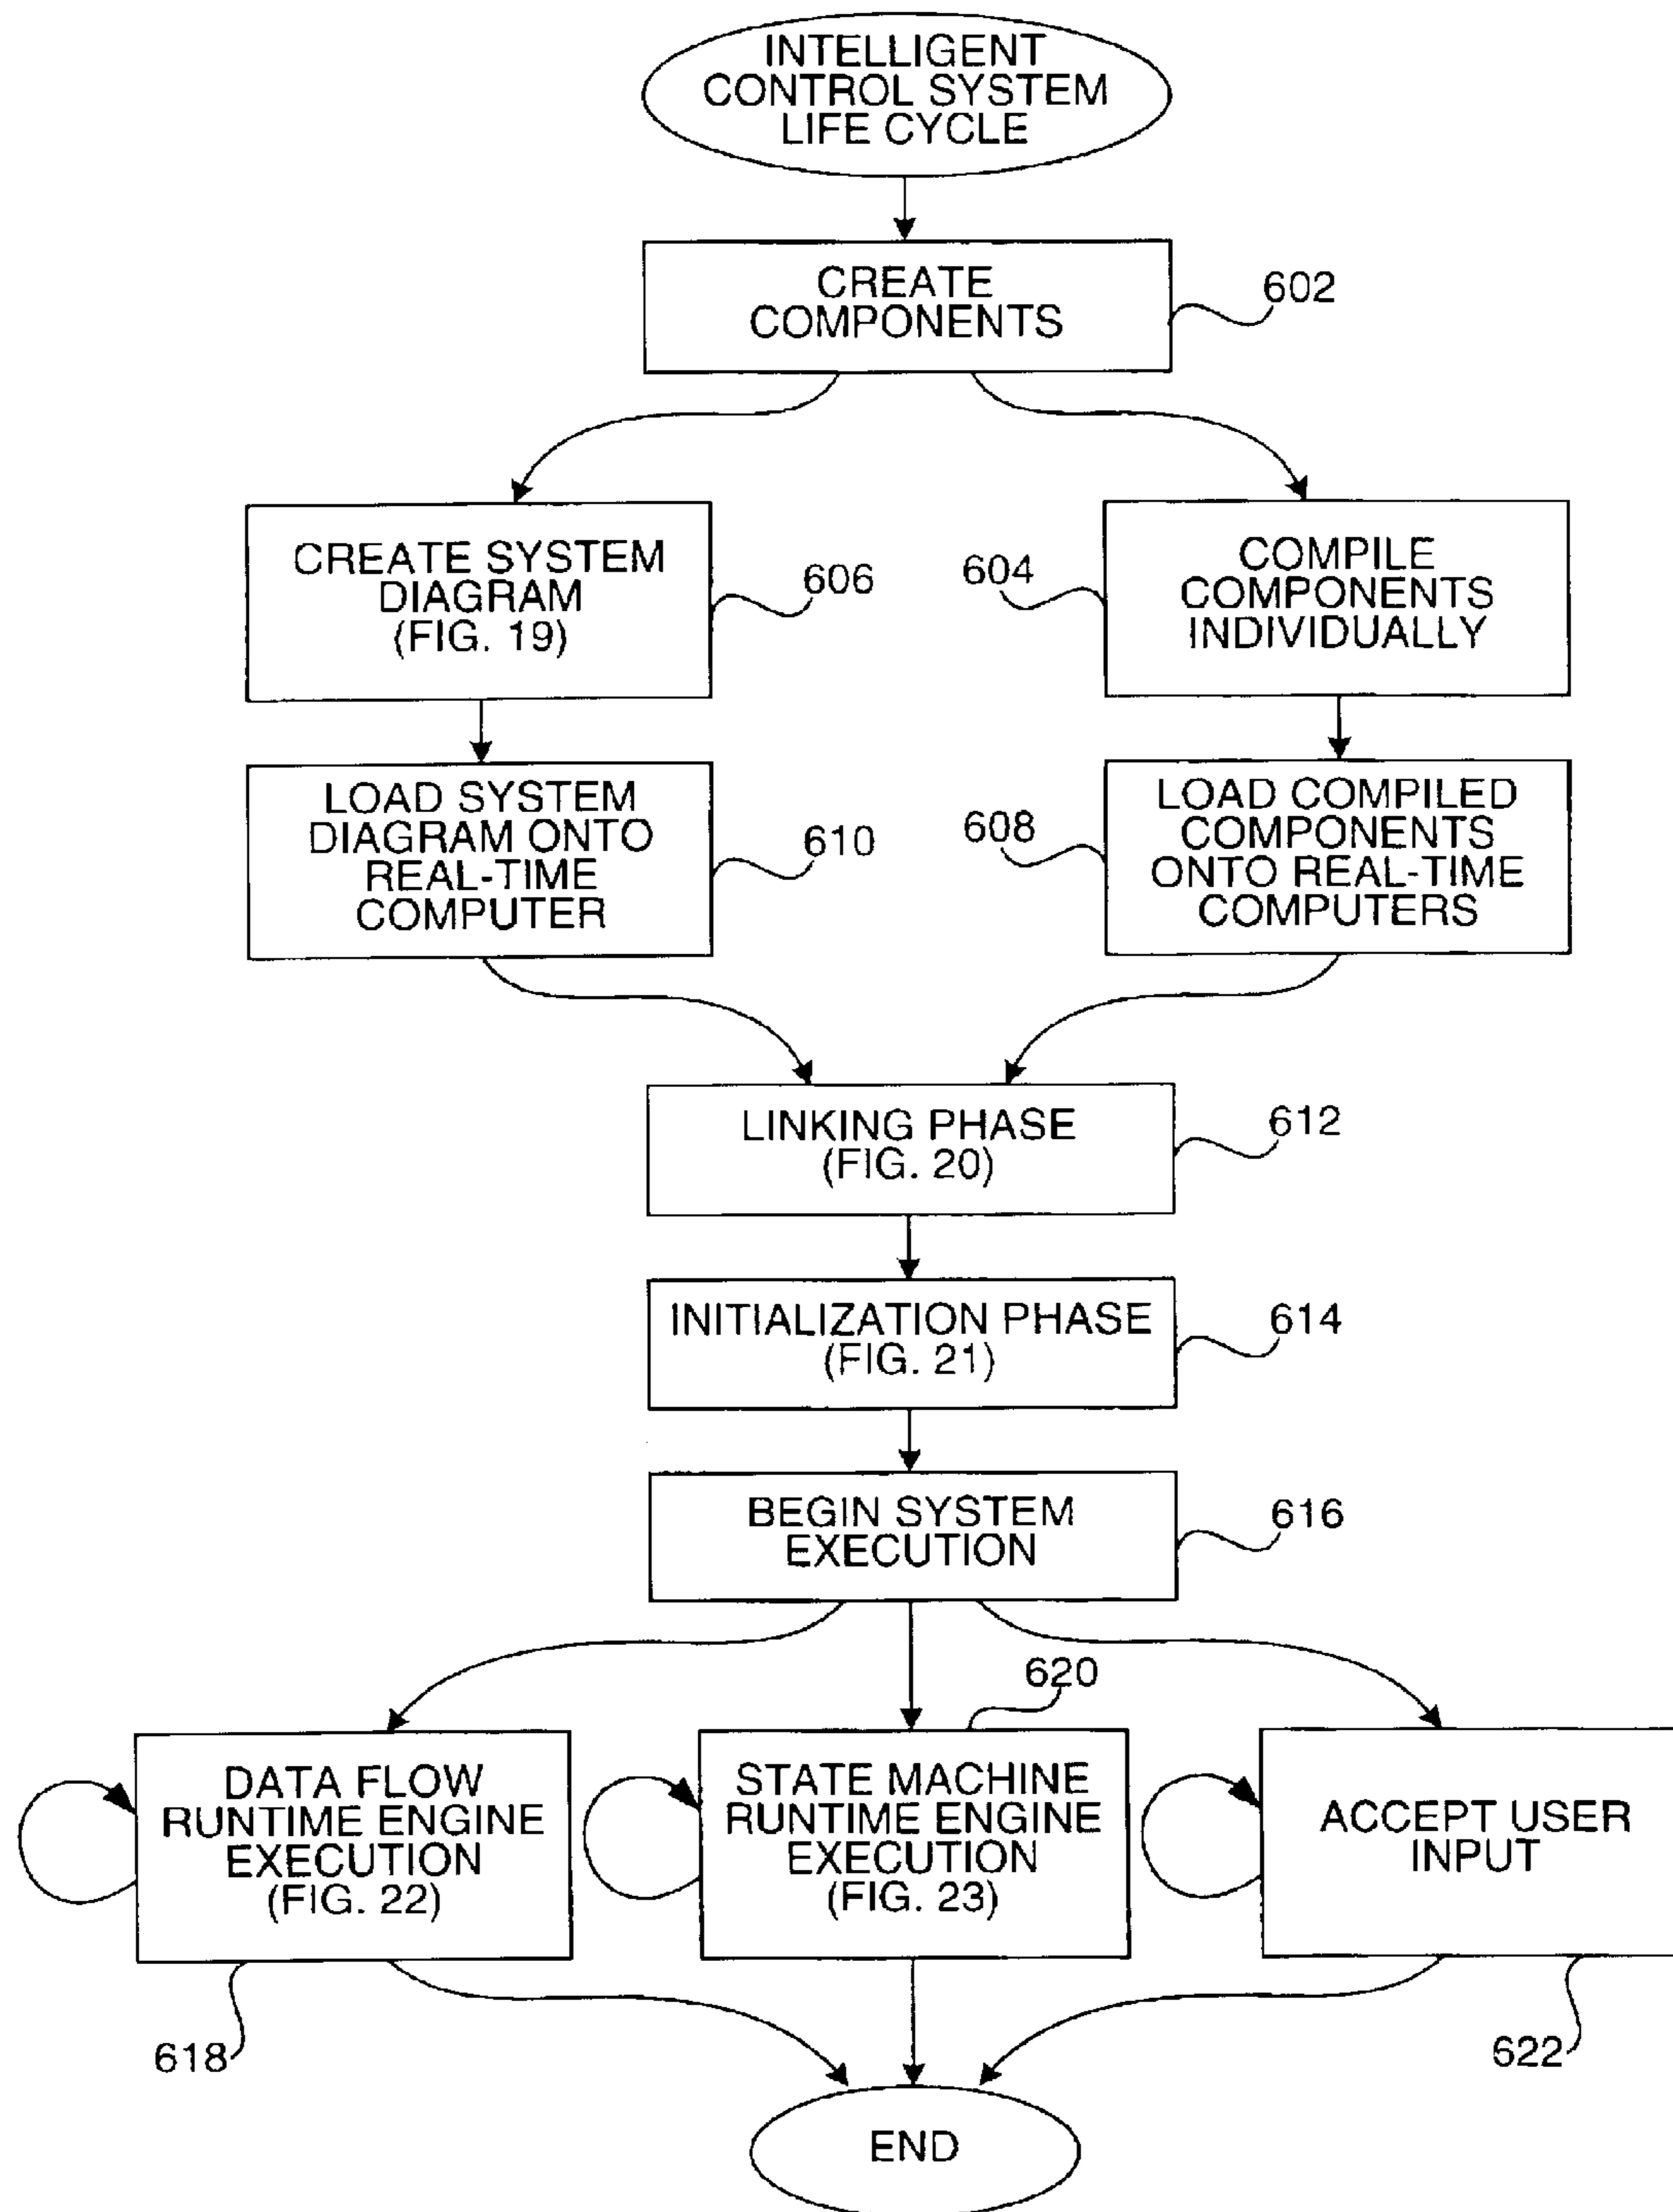 INTELLIGENT
CONTROL SYSTEM
LIFE CYCLE
CREATE
COMPONENTS
602
CREATE SYSTEM
DIAGRAM
(FIG. 19)
606
604
COMPILE
COMPONENTS
INDIVIDUALLY
LOAD SYSTEM
DIAGRAM ONTO
REAL-TIME
COMPUTER
610
608
LOAD COMPILED
COMPONENTS
ONTO REAL-TIME
COMPUTERS
LINKING PHASE
(FIG. 20)
612
INITIALIZATION PHASE
(FIG. 21)
614
BEGIN SYSTEM
EXECUTION
616
620
DATA FLOW
RUNTIME ENGINE
EXECUTION
(FIG. 22)
STATE MACHINE
RUNTIME ENGINE
EXECUTION
(FIG. 23)
ACCEPT USER
INPUT
618
622
END